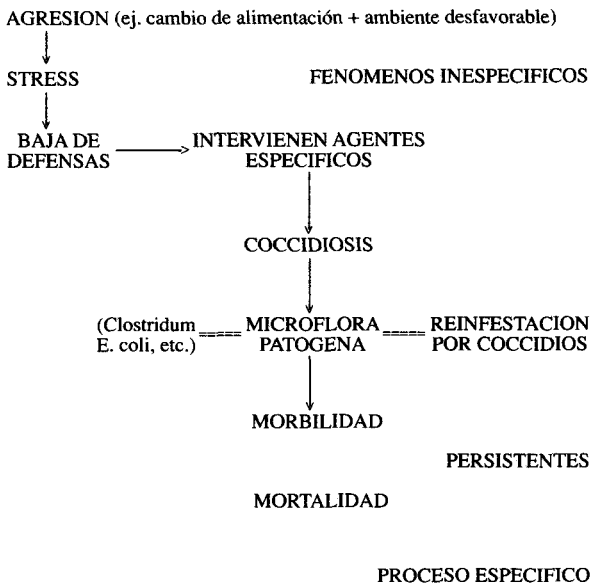 AGRESION (ej. cambio de alimentación + ambiente desfavorable)
STRESS
FENOMENOS INESPECIFICOS
BAJA DE
DEFENSAS
INTERVIENEN AGENTES
ESPECIFICOS
COCCIDIOSIS
(Clostridum
E. coli, etc.)
MICROFLORA
PATOGENA
REINFESTACION
POR COCCIDIOS
MORBILIDAD
PERSISTENTES
MORTALIDAD
PROCESO ESPECIFICO